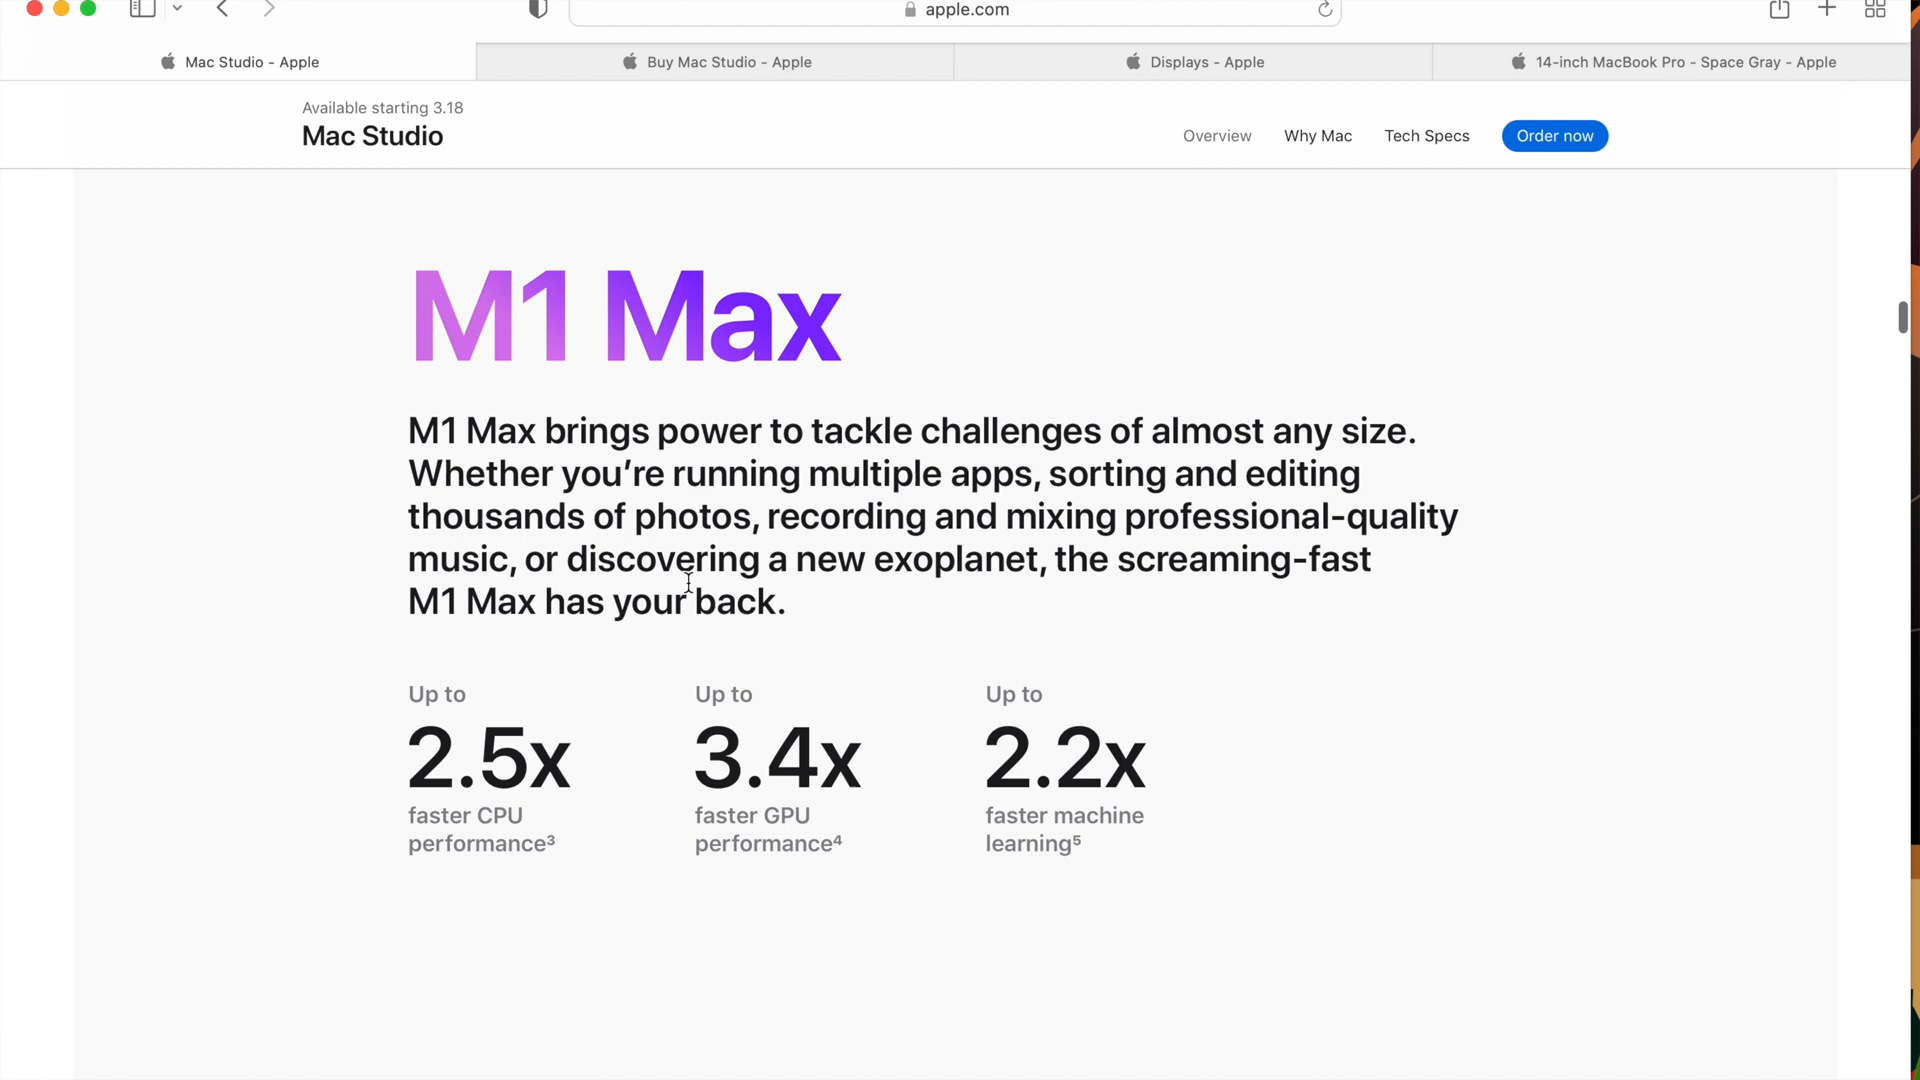 apple.com
Mac Studio - Apple
Buy Mac Studio - Apple
Displays - Apple
14-inch MacBook Pro - Space Gray - Apple
Available starting 3.18
Mac Studio
Overview
Why Mac
Tech Specs
Order now
M1 Max
M1 Max brings power to tackle challenges of almost any size.
Whether you’re running multiple apps, sorting and editing
thousands of photos, recording and mixing professional-quality
music, or discovering a new exoplanet, the screaming-fast
M1 Max has your back.
Up to
2.5x
faster CPU
performance³
Up to
3.4x
faster GPU
performance⁴
Up to
2.2x
faster machine
learning⁵